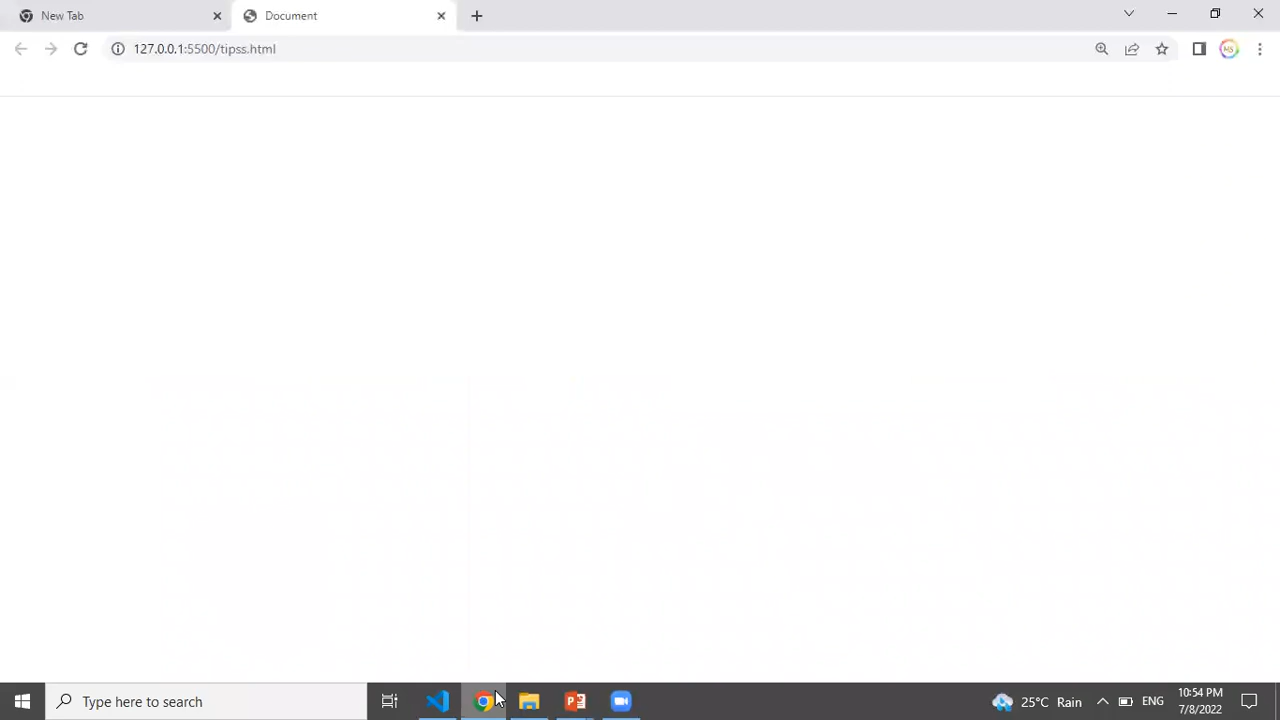 New Tab
Document
127.0.0.1:5500/tipss.html
MS
Type here to search
25°C Rain
ENG
10:54 PM
7/8/2022